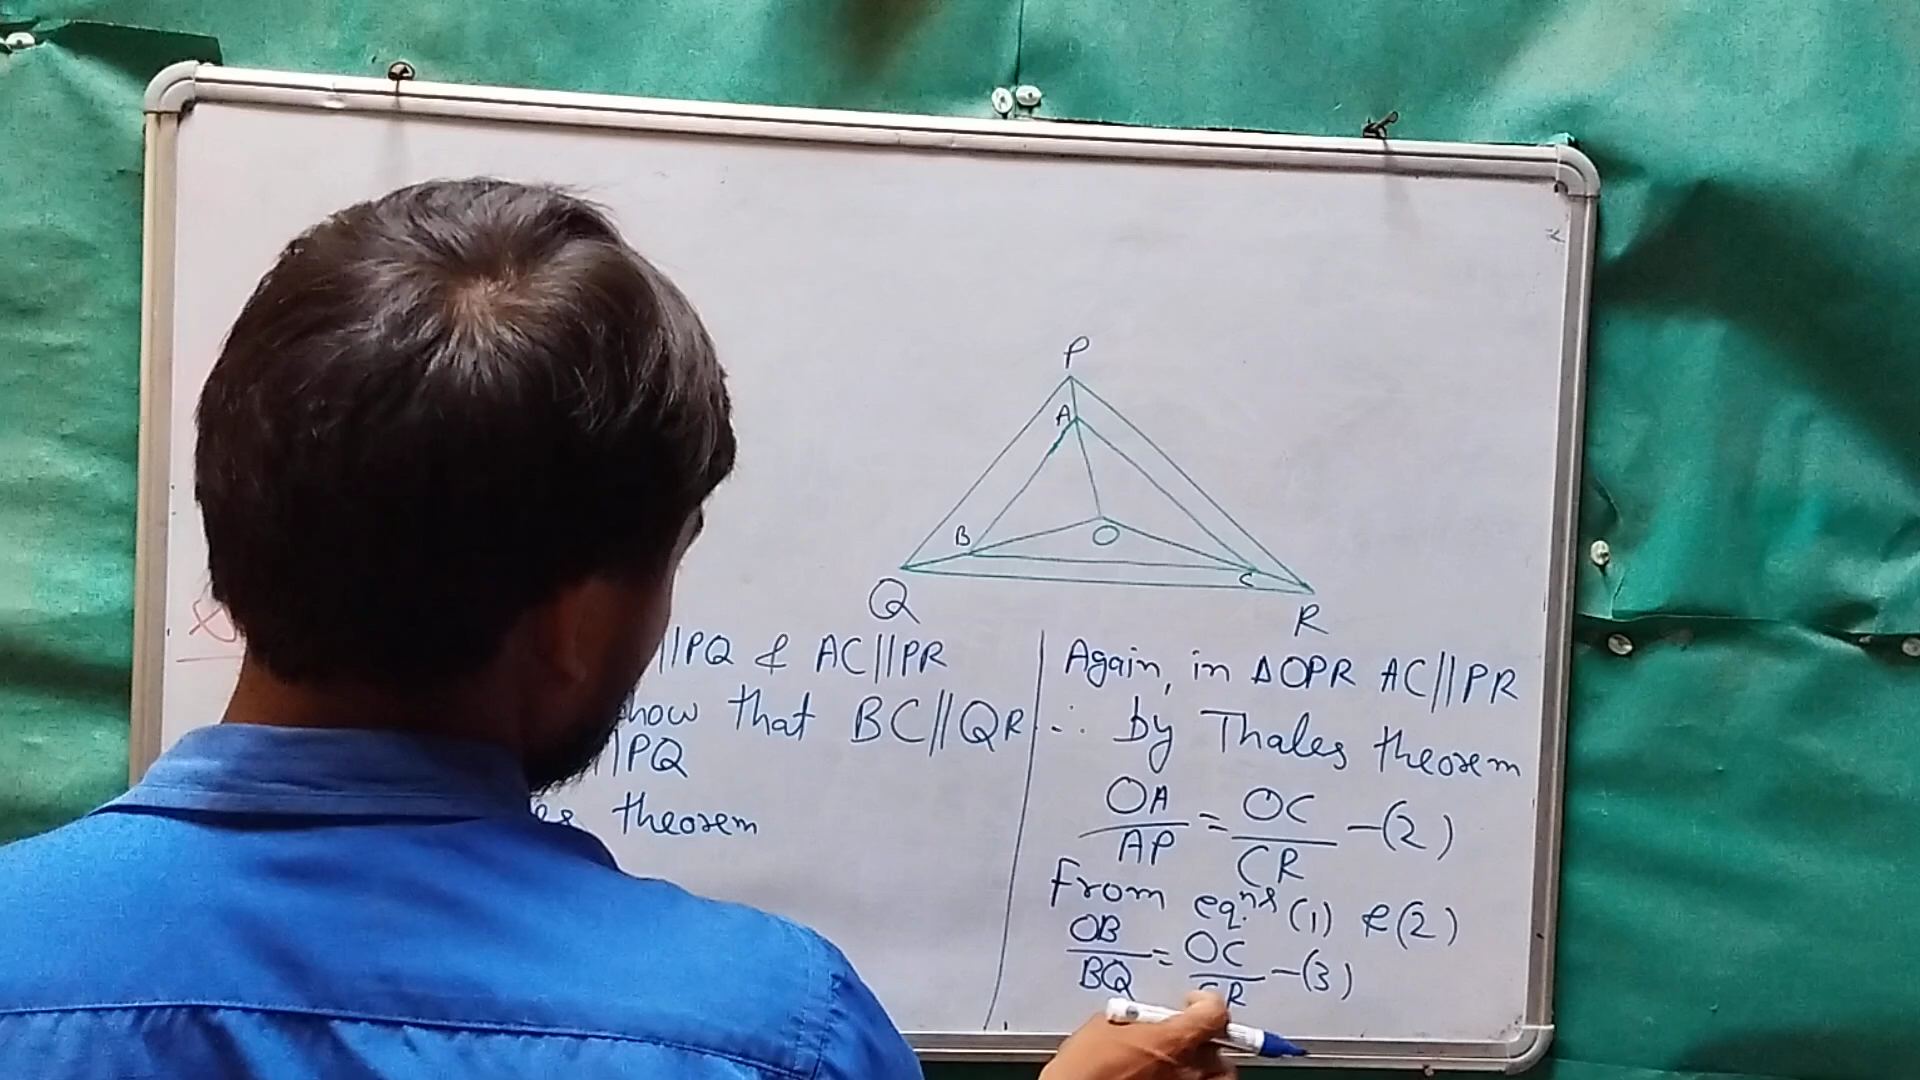 P
A
B
O
C
Q
R
||PQ & AC||PR
how that BC||QR
||PQ
es theorem
Again, in ΔOPR AC||PR
∴ by Thales theorem
OA/AP = OC/CR -(2)
From eqns (1) & (2)
OB/BQ = OC/CR -(3)